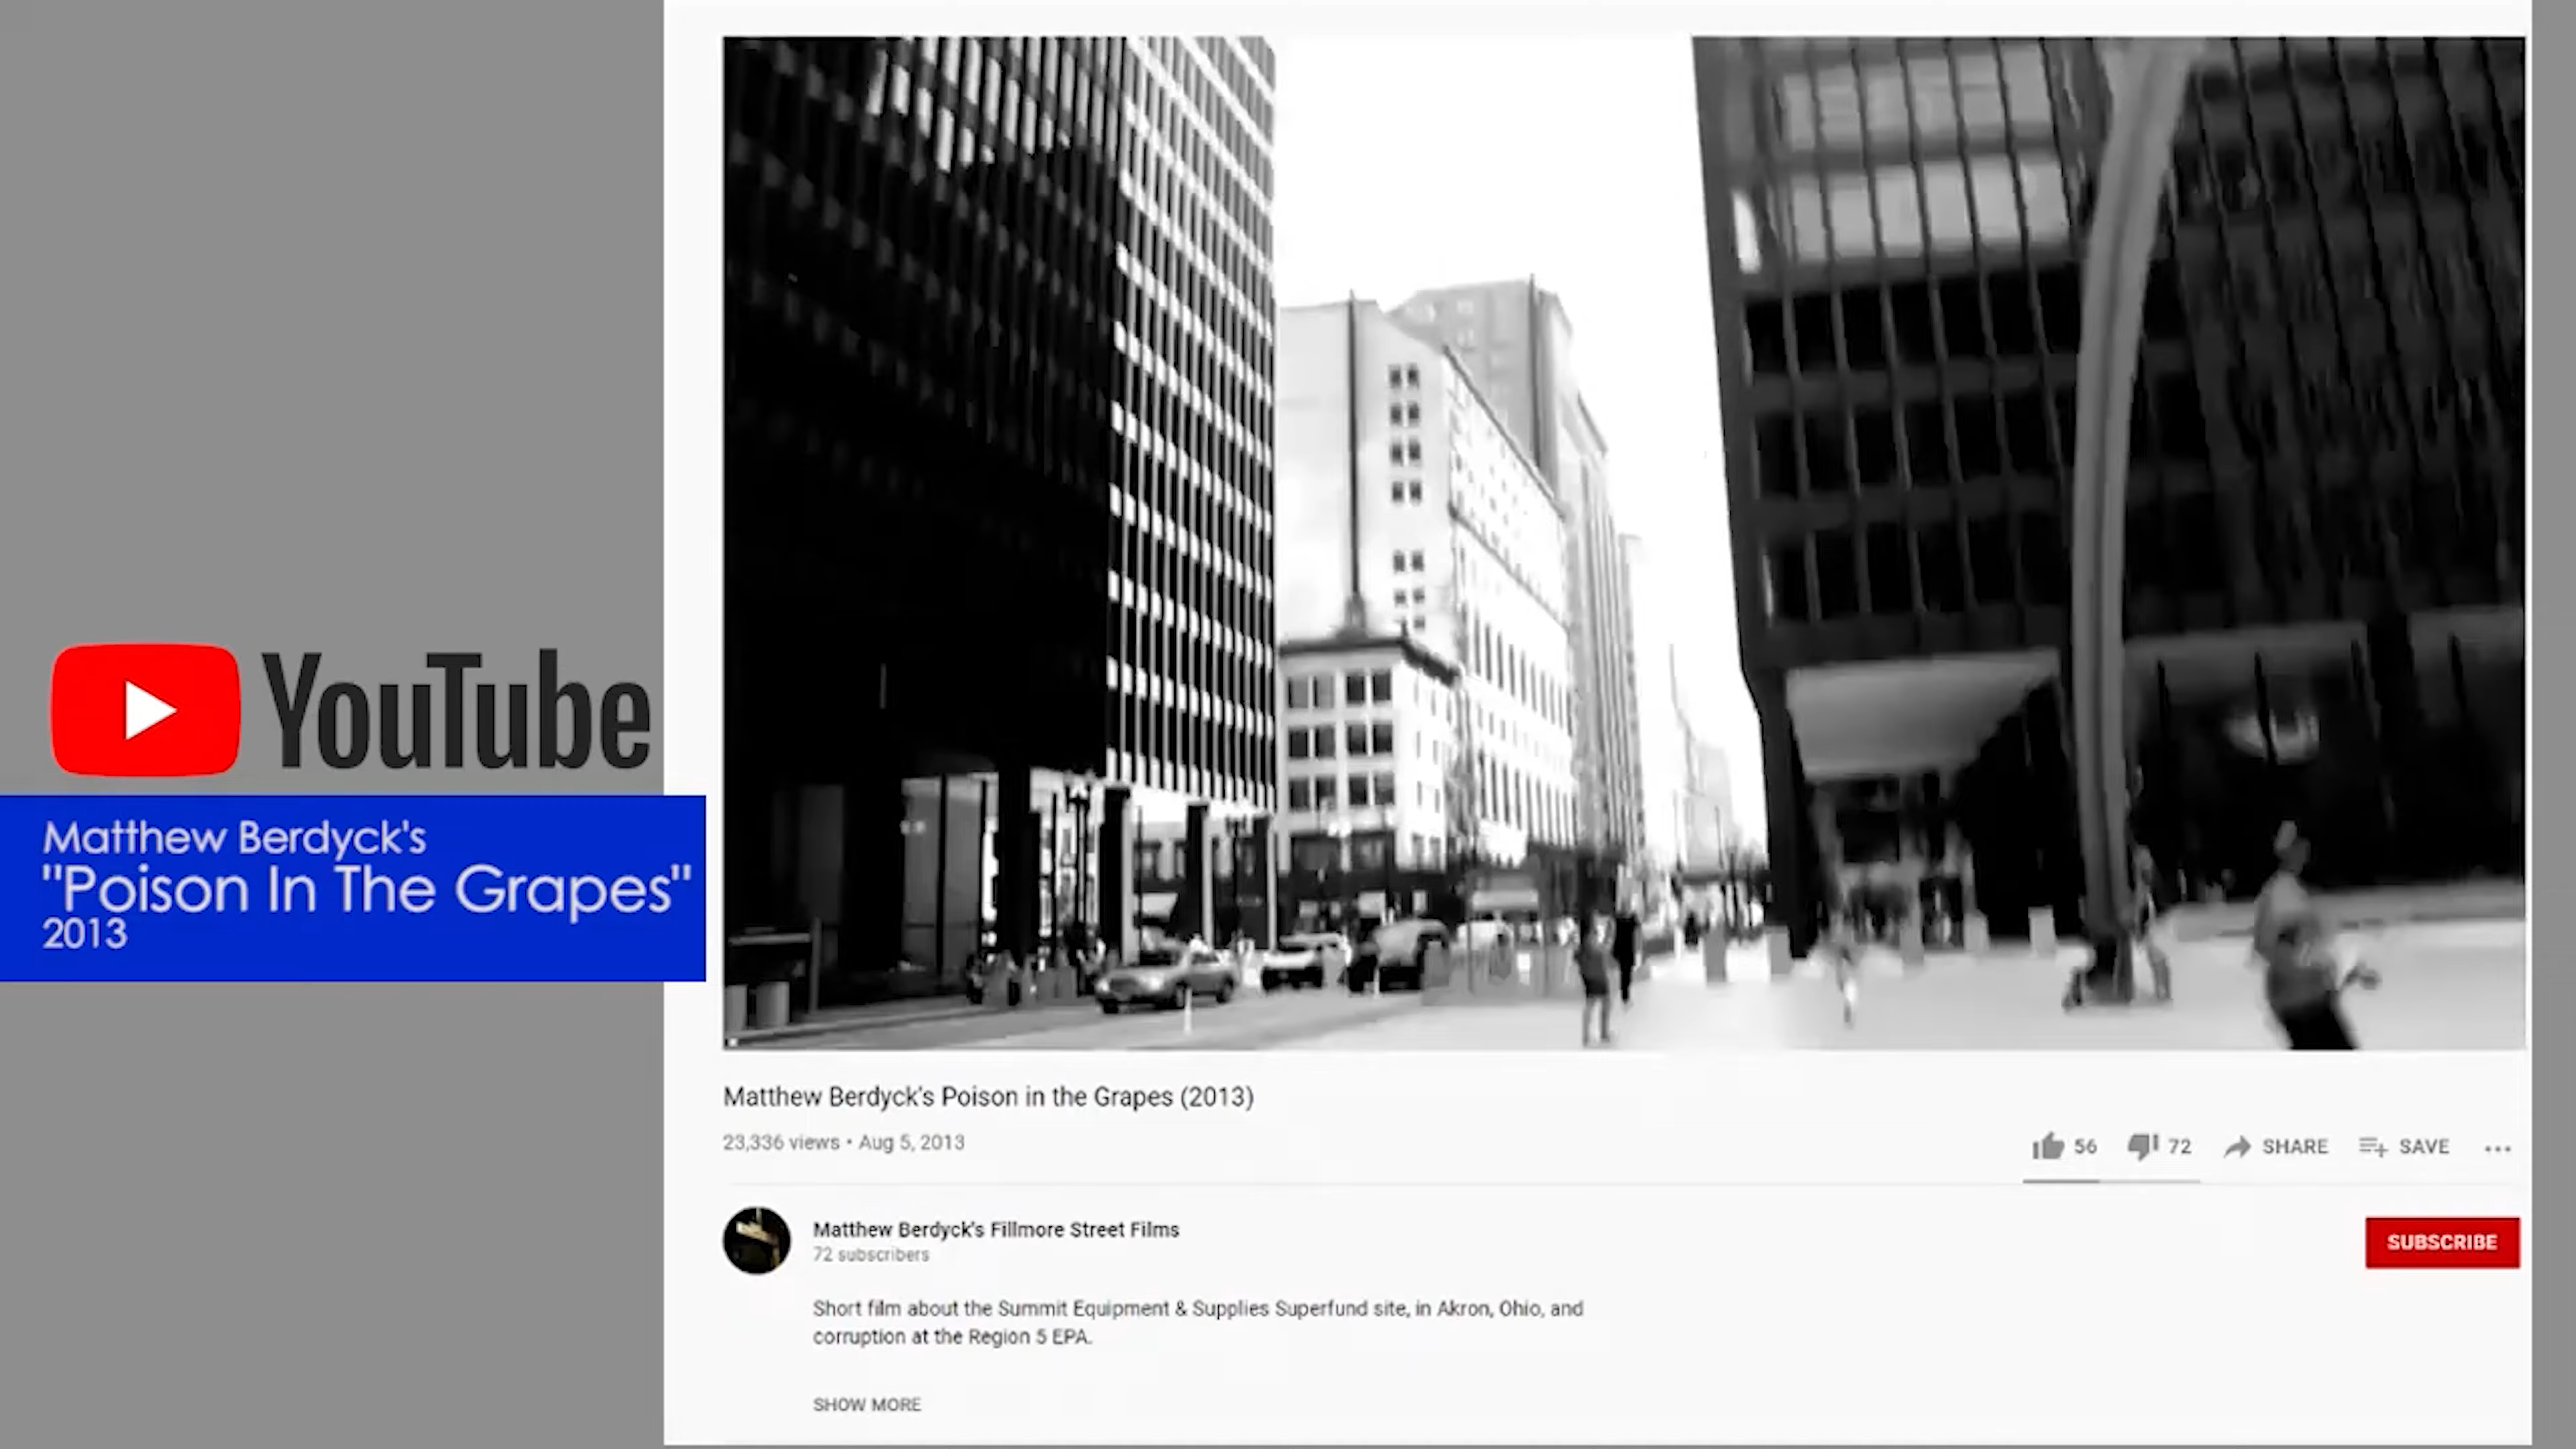 YouTube
Matthew Berdyck's
"Poison In The Grapes"
2013
Matthew Berdyck's Poison in the Grapes (2013)
23,336 views • Aug 5, 2013
56 72 SHARE SAVE
Matthew Berdyck's Fillmore Street Films
72 subscribers
SUBSCRIBE
Short film about the Summit Equipment & Supplies Superfund site, in Akron, Ohio, and
corruption at the Region 5 EPA.
SHOW MORE